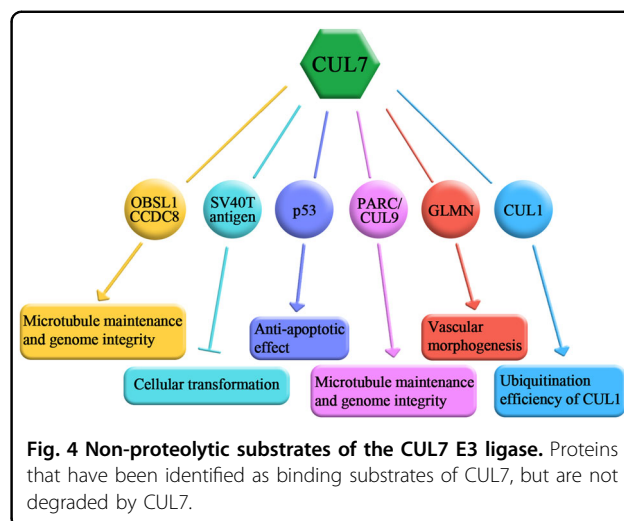 CUL7
OBSL1
CCDC8
SV40T
antigen
p53
PARC/
CUL9
GLMN
CUL1
Microtubule maintenance
and genome integrity
Cellular transformation
Anti-apoptotic
effect
Microtubule maintenance
and genome integrity
Vascular
morphogenesis
Ubiquitination
efficiency of CUL1
Fig. 4 Non-proteolytic substrates of the CUL7 E3 ligase. Proteins
that have been identified as binding substrates of CUL7, but are not
degraded by CUL7.